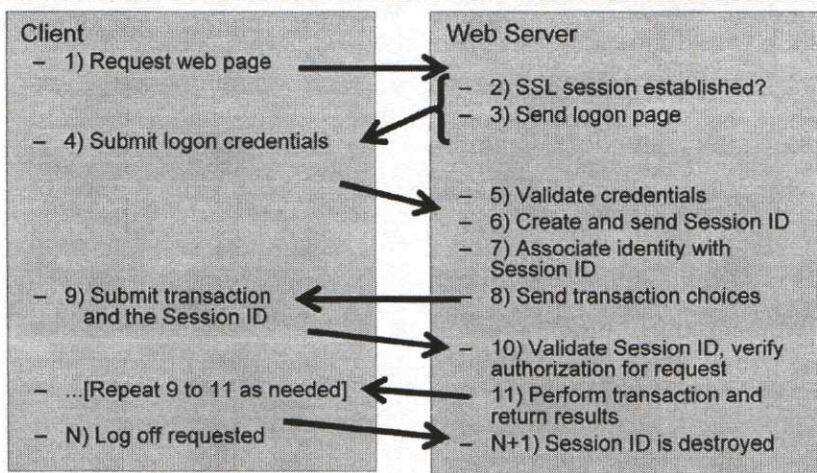 Client
– 1) Request web page
– 4) Submit logon credentials
– 9) Submit transaction
and the Session ID
– ...[Repeat 9 to 11 as needed]
– N) Log off requested
Web Server
– 2) SSL session established?
– 3) Send logon page
– 5) Validate credentials
– 6) Create and send Session ID
– 7) Associate identity with
Session ID
– 8) Send transaction choices
– 10) Validate Session ID, verify
authorization for request
– 11) Perform transaction and
return results
– N+1) Session ID is destroyed